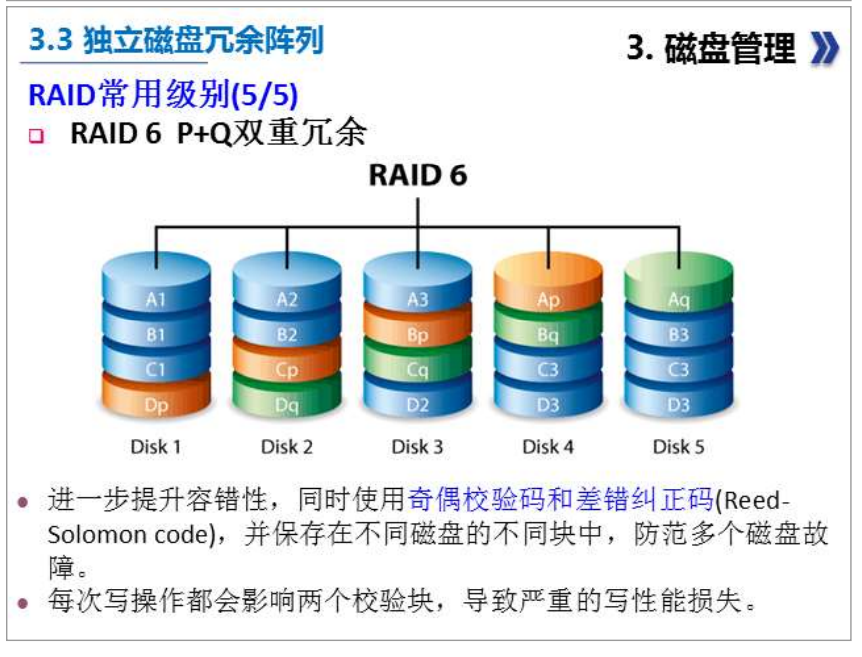 3.3 独立磁盘冗余阵列
3. 磁盘管理
RAID常用级别(5/5)
RAID 6 P+Q双重冗余
RAID 6
A1 A2 A3 Ap Aq
B1 B2 Bp Bq B3
C1 Cp Cq C3 C3
Dp Dq D2 D3 D3
Disk 1 Disk 2 Disk 3 Disk 4 Disk 5
进一步提升容错性，同时使用奇偶校验码和差错纠正码(Reed-
Solomon code)，并保存在不同磁盘的不同块中，防范多个磁盘故
障。
每次写操作都会影响两个校验块，导致严重的写性能损失。